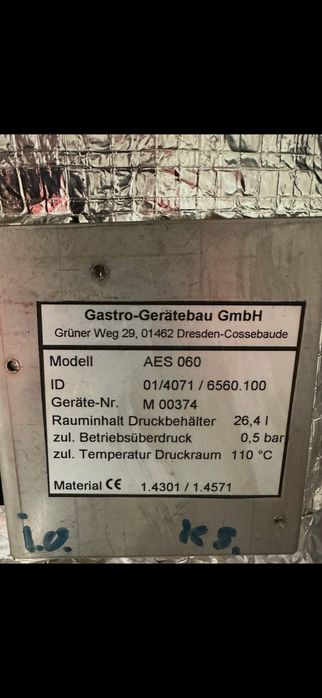 Gastro-Gerätebau GmbH
Grüner Weg 29, 01462 Dresden-Cossebaude
Modell AES 060
ID 01/4071 / 6560.100
Geräte-Nr. M 00374
Rauminhalt Druckbehälter 26,4 l
zul. Betriebsüberdruck 0,5 bar
zul. Temperatur Druckraum 110 °C
Material CE 1.4301 / 1.4571
i.o. KS.